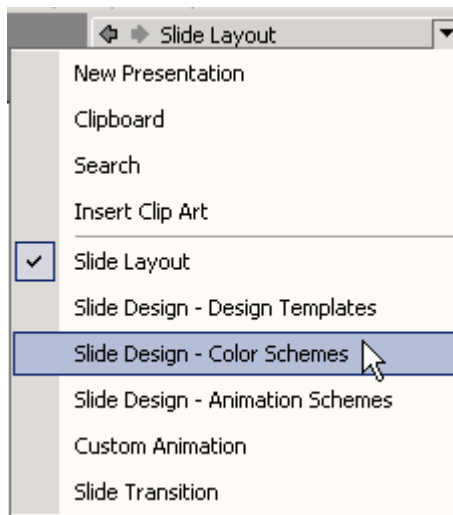 Slide Layout
New Presentation
Clipboard
Search
Insert Clip Art
Slide Layout
Slide Design - Design Templates
Slide Design - Color Schemes
Slide Design - Animation Schemes
Custom Animation
Slide Transition